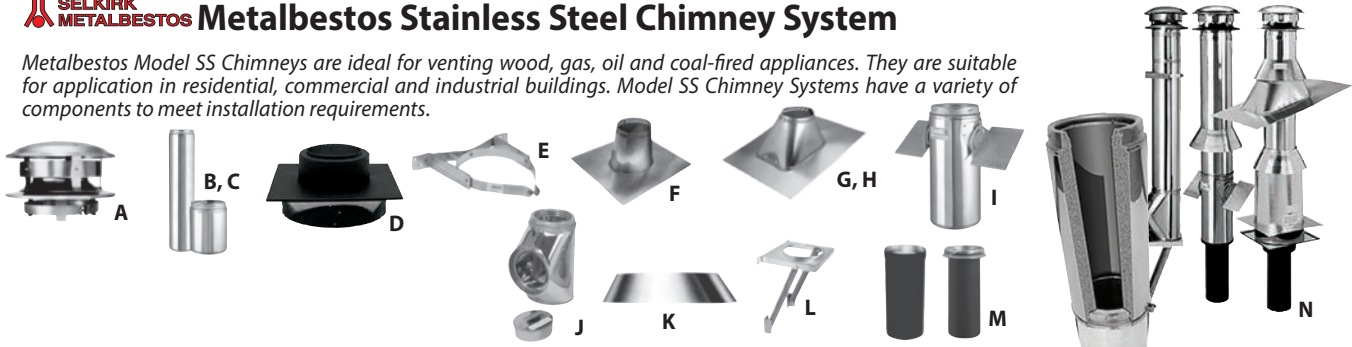 SELKIRK
METALBESTOS Metalbestos Stainless Steel Chimney System
Metalbestos Model SS Chimneys are ideal for venting wood, gas, oil and coal-fired appliances. They are suitable
for application in residential, commercial and industrial buildings. Model SS Chimney Systems have a variety of
components to meet installation requirements.
A
B, C
D
E
F
G, H
I
J
K
L
M
N